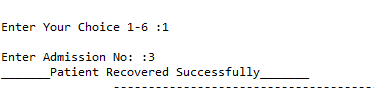 Enter Your Choice 1-6 :1
Enter Admission No: :3
_______Patient Recovered Successfully_______
-------------------------------------